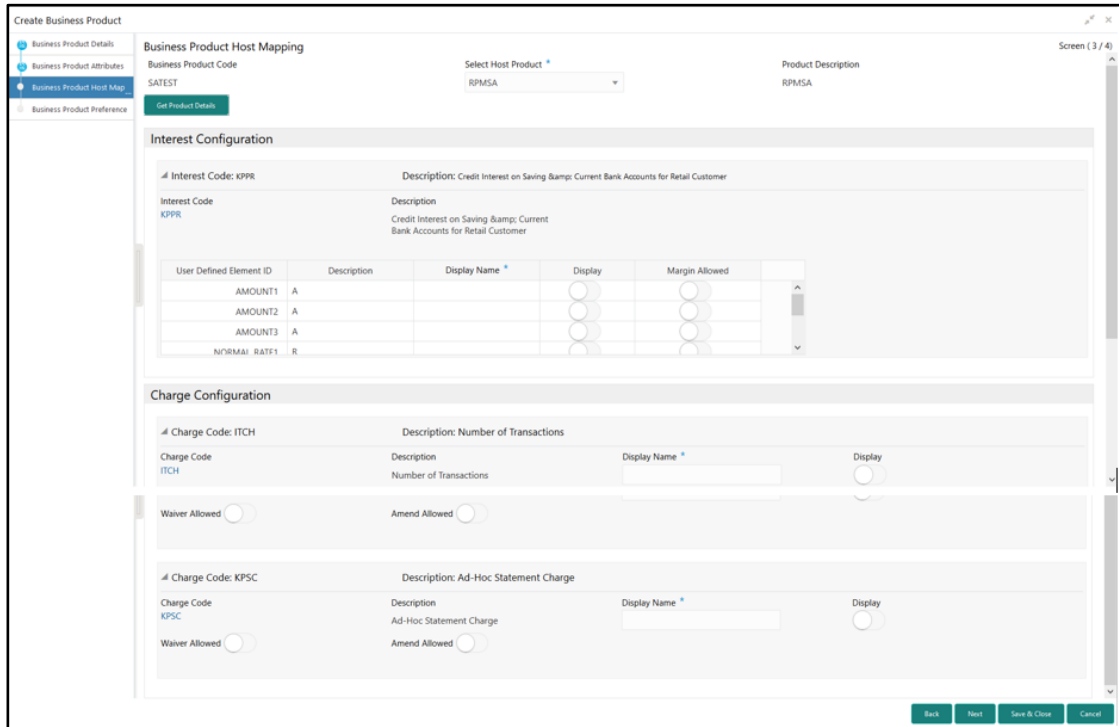 Create Business Product
Business Product Details
Business Product Attributes
Business Product Host Map ...
Business Product Preference
Business Product Host Mapping
Screen ( 3 / 4)
Business Product Code
Select Host Product *
Product Description
SATEST
RPMSA
RPMSA
Get Product Details
Interest Configuration
Interest Code: KPPR
Description: Credit Interest on Saving &amp; Current Bank Accounts for Retail Customer
Interest Code
Description
KPPR
Credit Interest on Saving &amp; Current
Bank Accounts for Retail Customer
User Defined Element ID
Description
Display Name *
Display
Margin Allowed
AMOUNT1 A
AMOUNT2 A
AMOUNT3 A
NORMAL_RATE1 R
Charge Configuration
Charge Code: ITCH
Description: Number of Transactions
Charge Code
Description
Display Name *
Display
ITCH
Number of Transactions
Waiver Allowed
Amend Allowed
Charge Code: KPSC
Description: Ad-Hoc Statement Charge
Charge Code
Description
Display Name *
Display
KPSC
Ad-Hoc Statement Charge
Waiver Allowed
Amend Allowed
Back
Next
Save & Close
Cancel